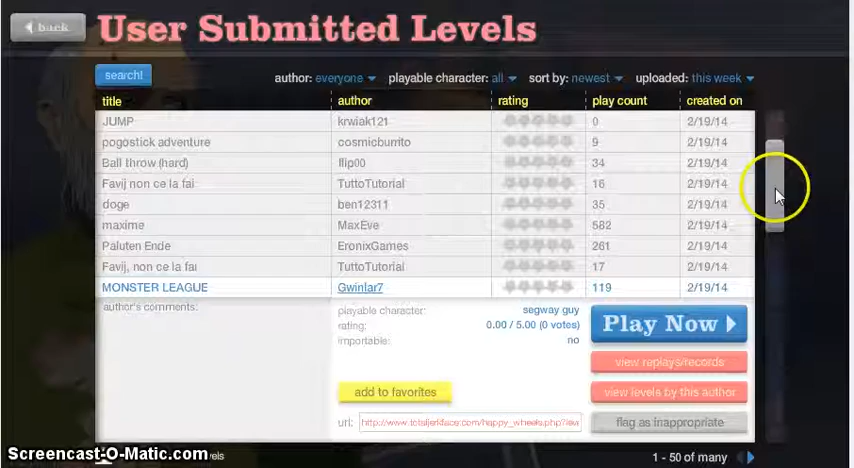 back
User Submitted Levels
search!
author: everyone playable character: all sort by: newest uploaded: this week
title author rating play count created on
JUMP krwiak121 0 2/19/14
pogostick adventure cosmicburrito 9 2/19/14
Ball throw (hard) 34 2/19/14
Favij non ce la fai TuttoTutorial 16 2/19/14
doge ben12311 35 2/19/14
maxime MaxEve 582 2/19/14
Paluten Ende EronixGames 261 2/19/14
Favij, non ce la fai TuttoTutorial 17 2/19/14
MONSTER LEAGUE Gwinlar7 119 2/19/14
author's comments:
playable character: segway guy
rating: 0.00 / 5.00 (0 votes)
importable: no
Play Now
view replays/records
add to favorites
view levels by this author
url: http://www.totaljerkface.com/happy_wheels.php?
flag as inappropriate
Screencast-O-Matic.com
1 - 50 of many